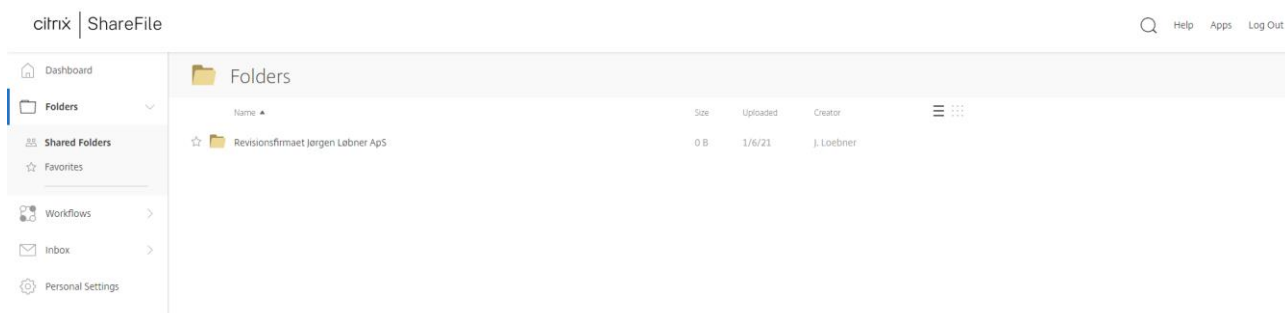 citrix | ShareFile
Help Apps Log Out
Dashboard
Folders
Shared Folders
Favorites
Workflows
Inbox
Personal Settings
Folders
Name Size Uploaded Creator
Revisionsfirmaet Jørgen Løbner ApS 0 B 1/6/21 J. Loebner